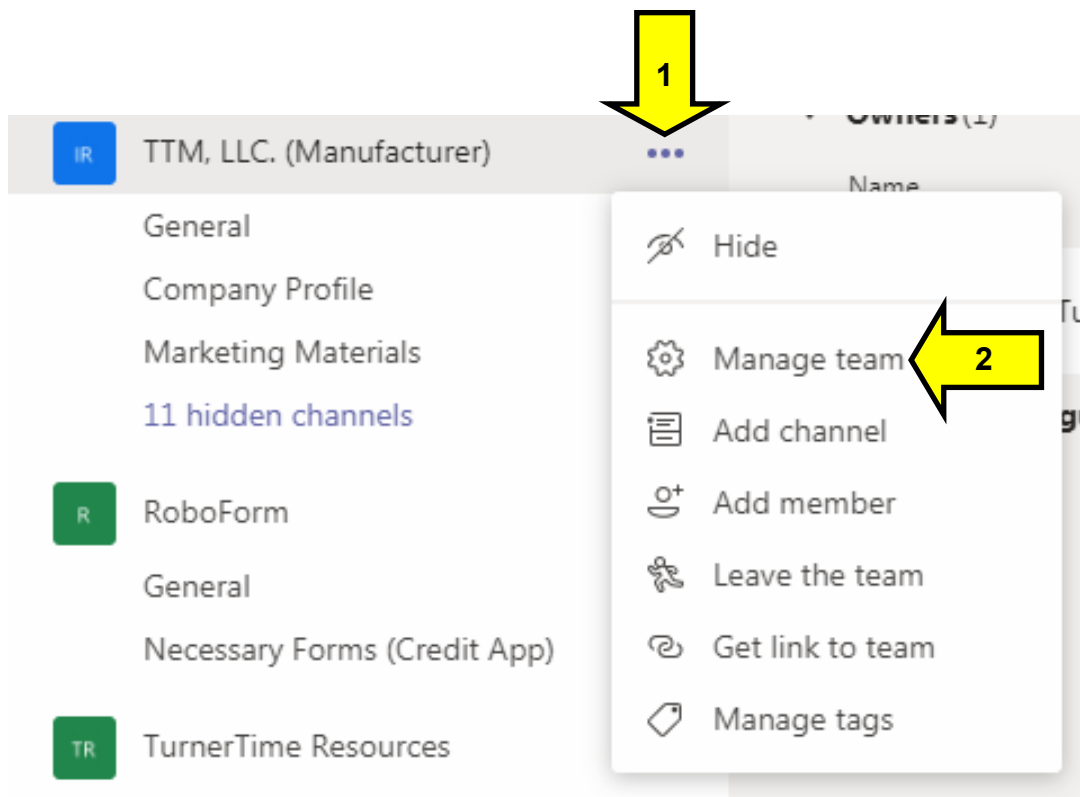 1
Owners (1)
IR
TTM, LLC. (Manufacturer)
Name
General
Hide
Company Profile
Marketing Materials
Manage team
2
11 hidden channels
Add channel
R
RoboForm
Add member
General
Leave the team
Necessary Forms (Credit App)
Get link to team
TR
TurnerTime Resources
Manage tags